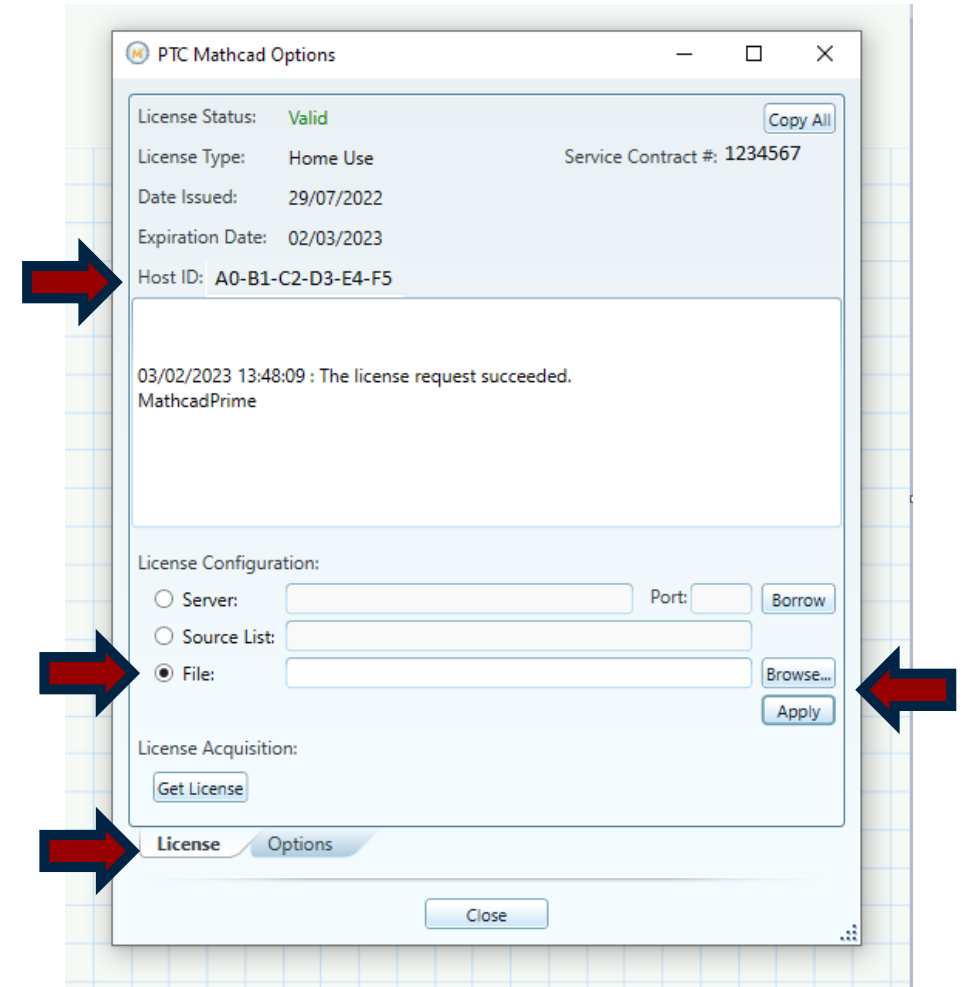 PTC Mathcad Options
License Status: Valid
Copy All
License Type: Home Use
Service Contract #: 1234567
Date Issued: 29/07/2022
Expiration Date: 02/03/2023
Host ID: A0-B1-C2-D3-E4-F5
03/02/2023 13:48:09 : The license request succeeded.
MathcadPrime
License Configuration:
Server:
Port:
Borrow
Source List:
File:
Browse...
Apply
License Acquisition:
Get License
License
Options
Close